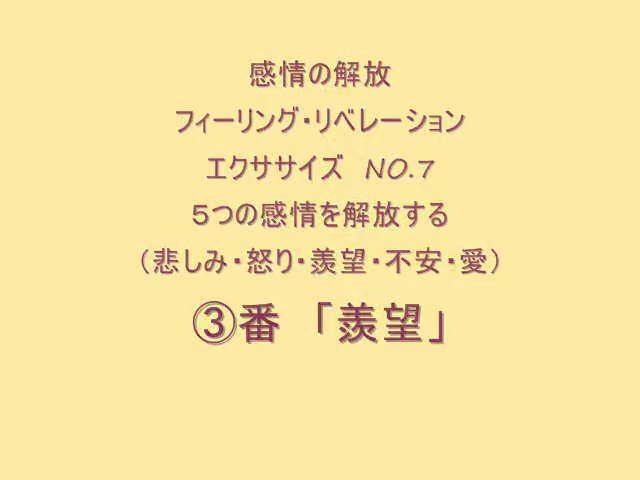 感情の解放
フィーリング・リベレーション
エクササイズ　NO.7
５つの感情を解放する
（悲しみ・怒り・羨望・不安・愛）
③番　「羨望」